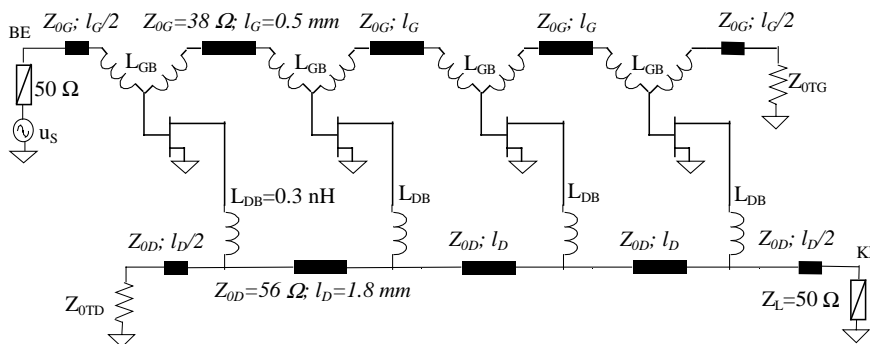 Z0G; lG/2
Z0G=38 Ω; lG=0.5 mm
Z0G; lG
Z0G; lG
Z0G; lG/2
BE
LGB
LGB
LGB
LGB
50 Ω
uS
Z0TG
LDB=0.3 nH
LDB
LDB
LDB
Z0D; lD/2
Z0D; lD
Z0D; lD
Z0D; lD/2
KI
Z0TD
Z0D=56 Ω; lD=1.8 mm
ZL=50 Ω